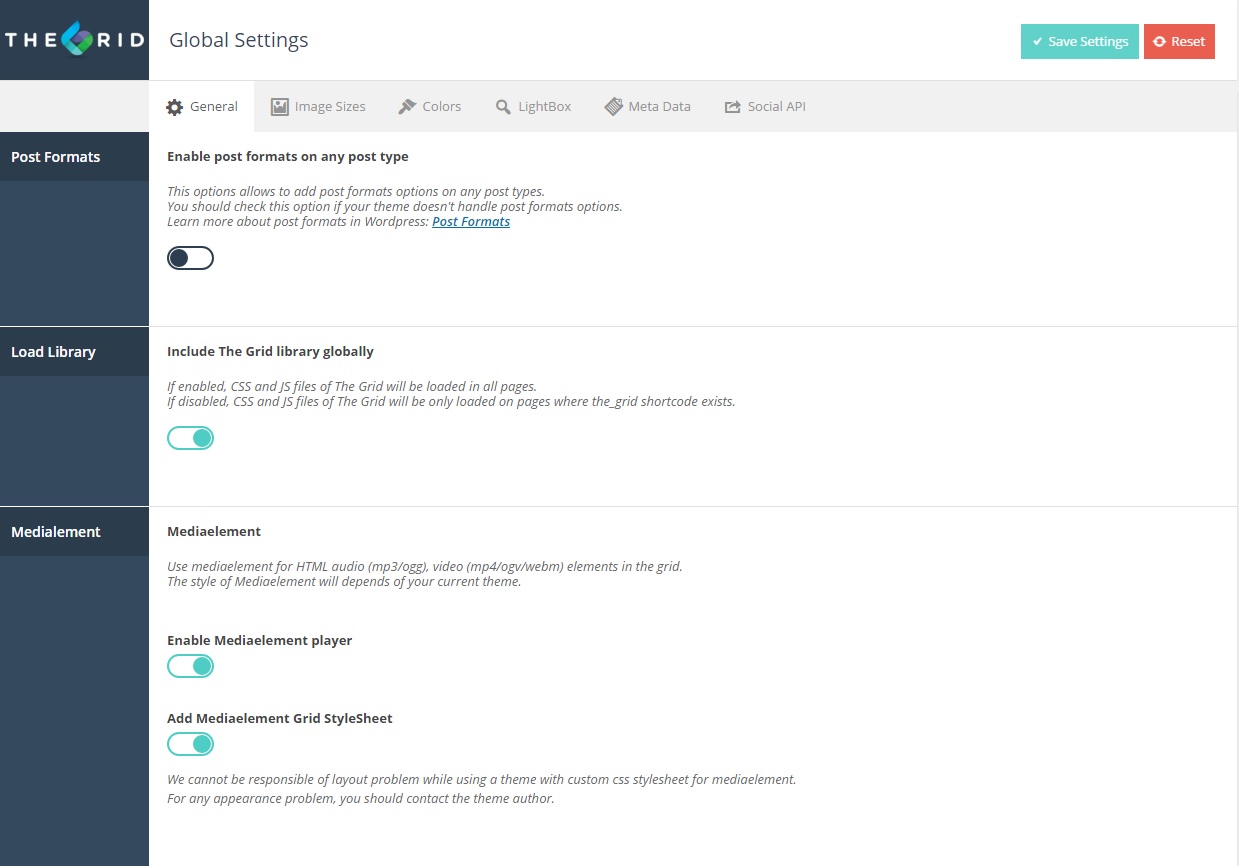 THE GRID
Global Settings
Save Settings
Reset
General
Image Sizes
Colors
LightBox
Meta Data
Social API
Post Formats
Enable post formats on any post type
This options allows to add post formats options on any post types.
You should check this option if your theme doesn't handle post formats options.
Learn more about post formats in Wordpress: Post Formats
Load Library
Include The Grid library globally
If enabled, CSS and JS files of The Grid will be loaded in all pages.
If disabled, CSS and JS files of The Grid will be only loaded on pages where the_grid shortcode exists.
Medialement
Mediaelement
Use mediaelement for HTML audio (mp3/ogg), video (mp4/ogv/webm) elements in the grid.
The style of Mediaelement will depends of your current theme.
Enable Mediaelement player
Add Mediaelement Grid StyleSheet
We cannot be responsible of layout problem while using a theme with custom css stylesheet for mediaelement.
For any appearance problem, you should contact the theme author.